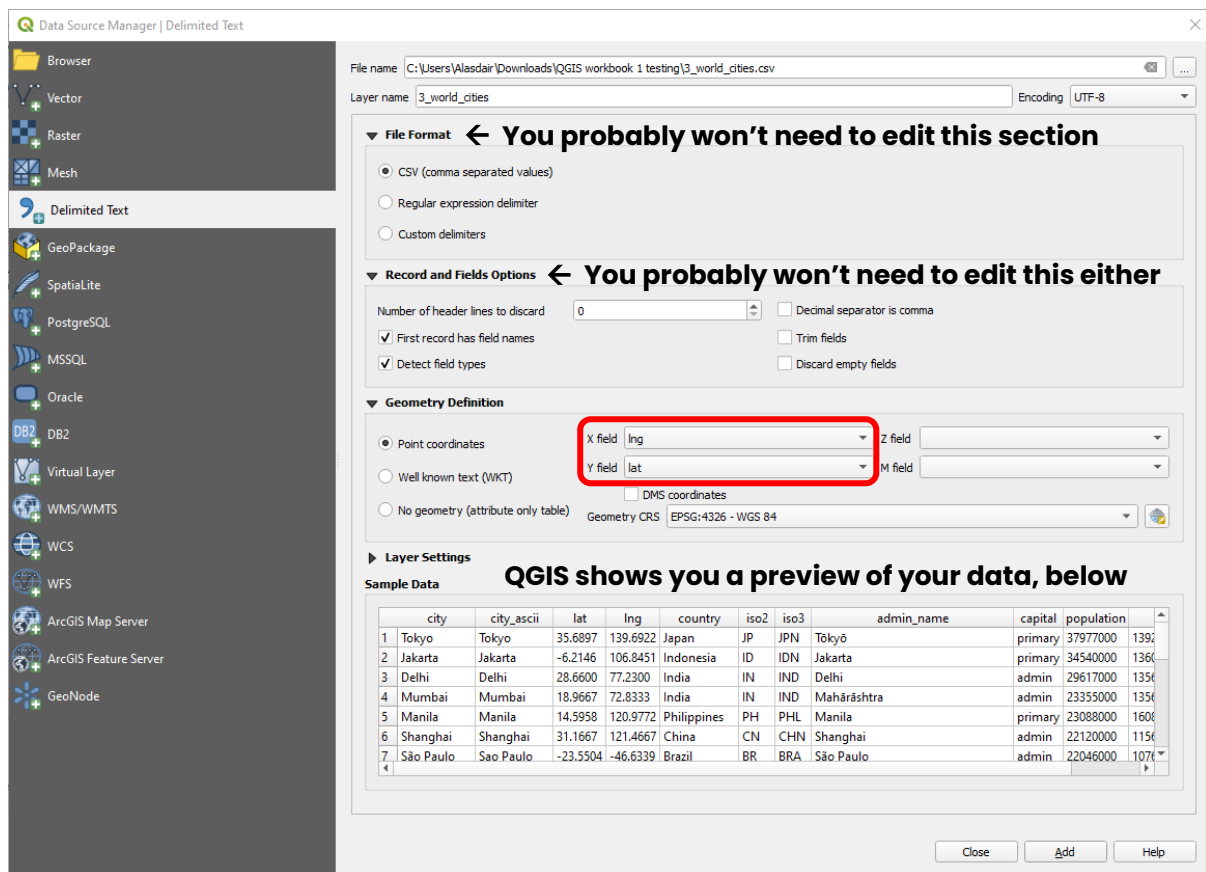 Data Source Manager | Delimited Text
Browser
Vector
Raster
Mesh
Delimited Text
GeoPackage
SpatiaLite
PostgreSQL
MSSQL
Oracle
DB2
DB2
Virtual Layer
WMS/WMTS
WCS
WFS
ArcGIS Map Server
ArcGIS Feature Server
GeoNode
File name C:\Users\Alasdair\Downloads\QGIS workbook 1 testing\3_world_cities.csv ...
Layer name 3_world_cities Encoding UTF-8
File Format ← You probably won't need to edit this section
CSV (comma separated values)
Regular expression delimiter
Custom delimiters
Record and Fields Options ← You probably won't need to edit this either
Number of header lines to discard 0 Decimal separator is comma
First record has field names Trim fields
Detect field types Discard empty fields
Geometry Definition
Point coordinates X field lng Z field
Y field lat M field
Well known text (WKT)
DMS coordinates
No geometry (attribute only table) Geometry CRS EPSG:4326 - WGS 84
Layer Settings
QGIS shows you a preview of your data, below
Sample Data
city city_ascii lat lng country iso2 iso3 admin_name capital population
1 Tokyo Tokyo 35.6897 139.6922 Japan JP JPN Tōkyō primary 37977000 1392
2 Jakarta Jakarta -6.2146 106.8451 Indonesia ID IDN Jakarta primary 34540000 1360
3 Delhi Delhi 28.6600 77.2300 India IN IND Delhi admin 29617000 1356
4 Mumbai Mumbai 18.9667 72.8333 India IN IND Mahārāshtra admin 23355000 1356
5 Manila Manila 14.5958 120.9772 Philippines PH PHL Manila primary 23088000 1608
6 Shanghai Shanghai 31.1667 121.4667 China CN CHN Shanghai admin 22120000 1156
7 São Paulo Sao Paulo -23.5504 -46.6339 Brazil BR BRA São Paulo admin 22046000 1076
Close Add Help